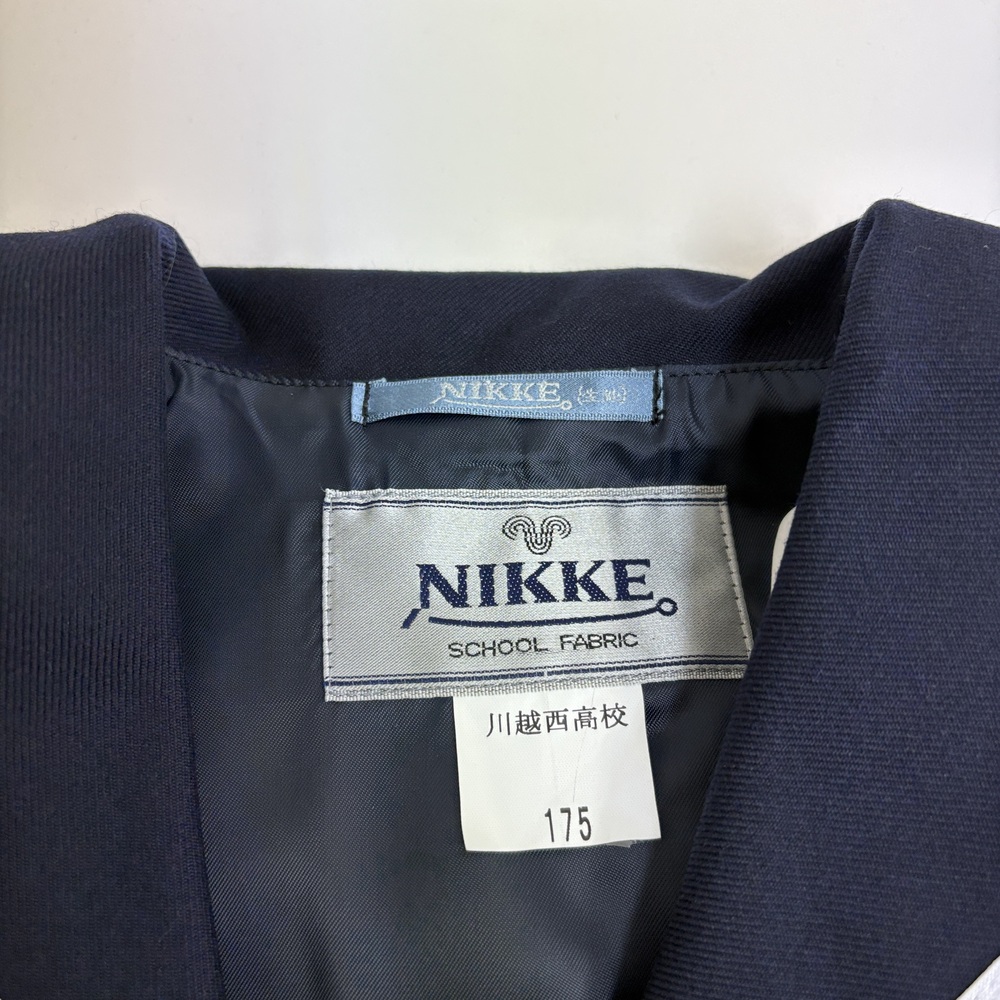 NIKKE
NIKKE
SCHOOL FABRIC
川越西高校
175